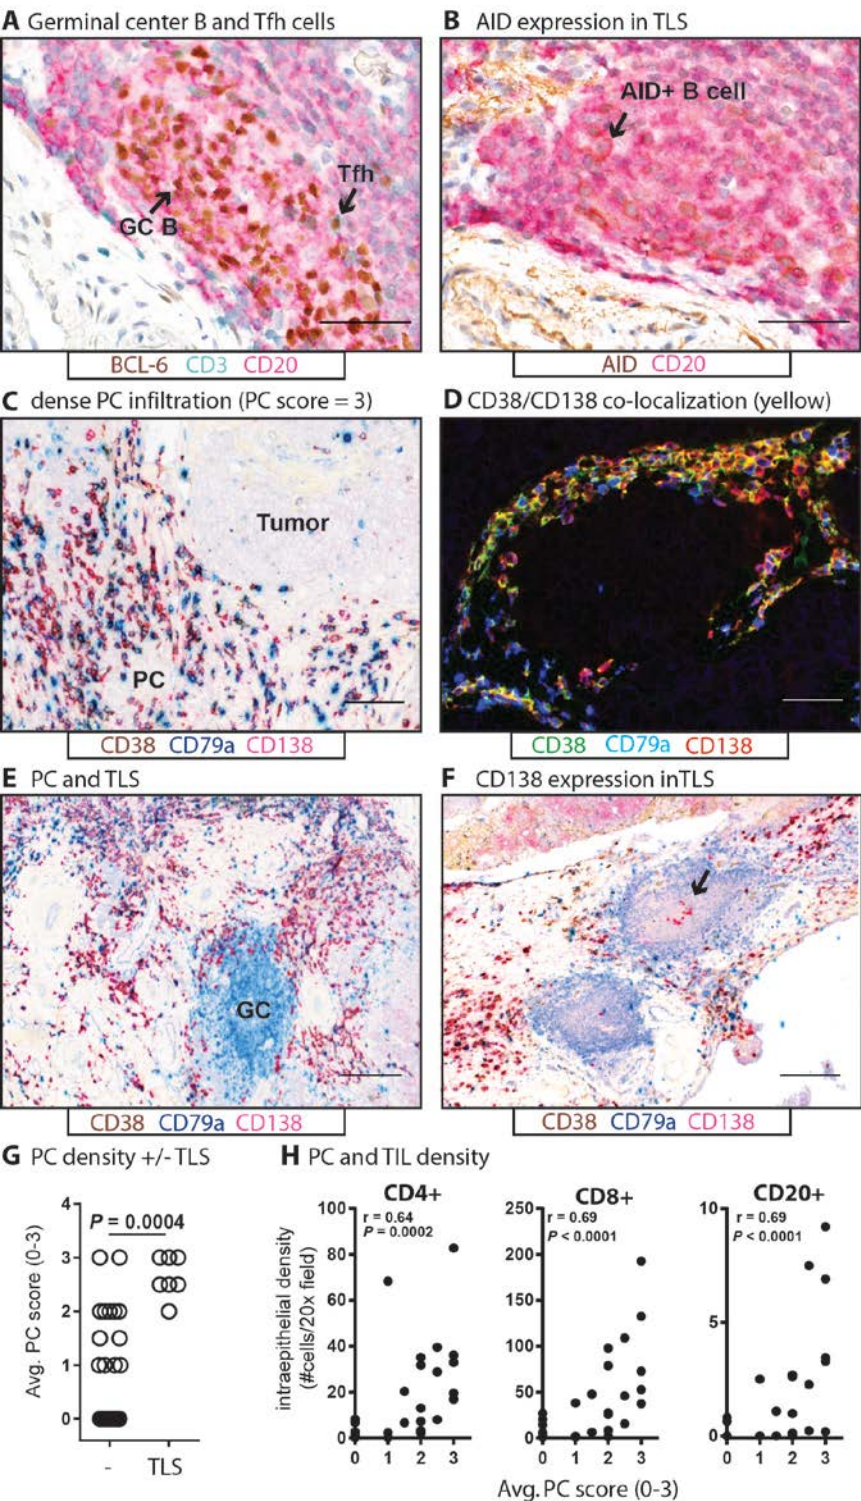 A Germinal center B and Tfh cells
B AID expression in TLS
GC B
Tfh
AID+ B cell
BCL-6 CD3 CD20
AID CD20
C dense PC infiltration (PC score = 3)
D CD38/CD138 co-localization (yellow)
Tumor
PC
CD38 CD79a CD138
CD38 CD79a CD138
E PC and TLS
F CD138 expression inTLS
GC
CD38 CD79a CD138
CD38 CD79a CD138
G PC density +/- TLS
Avg. PC score (0-3)
4
3
2
1
0
P = 0.0004
- TLS
H PC and TIL density
intraepithelial density
(#cells/20x field)
CD4+
r = 0.64
P = 0.0002
100
80
60
40
20
0
0 1 2 3
CD8+
r = 0.69
P < 0.0001
250
200
150
100
50
0
0 1 2 3
CD20+
r = 0.69
P < 0.0001
10
5
0
0 1 2 3
Avg. PC score (0-3)